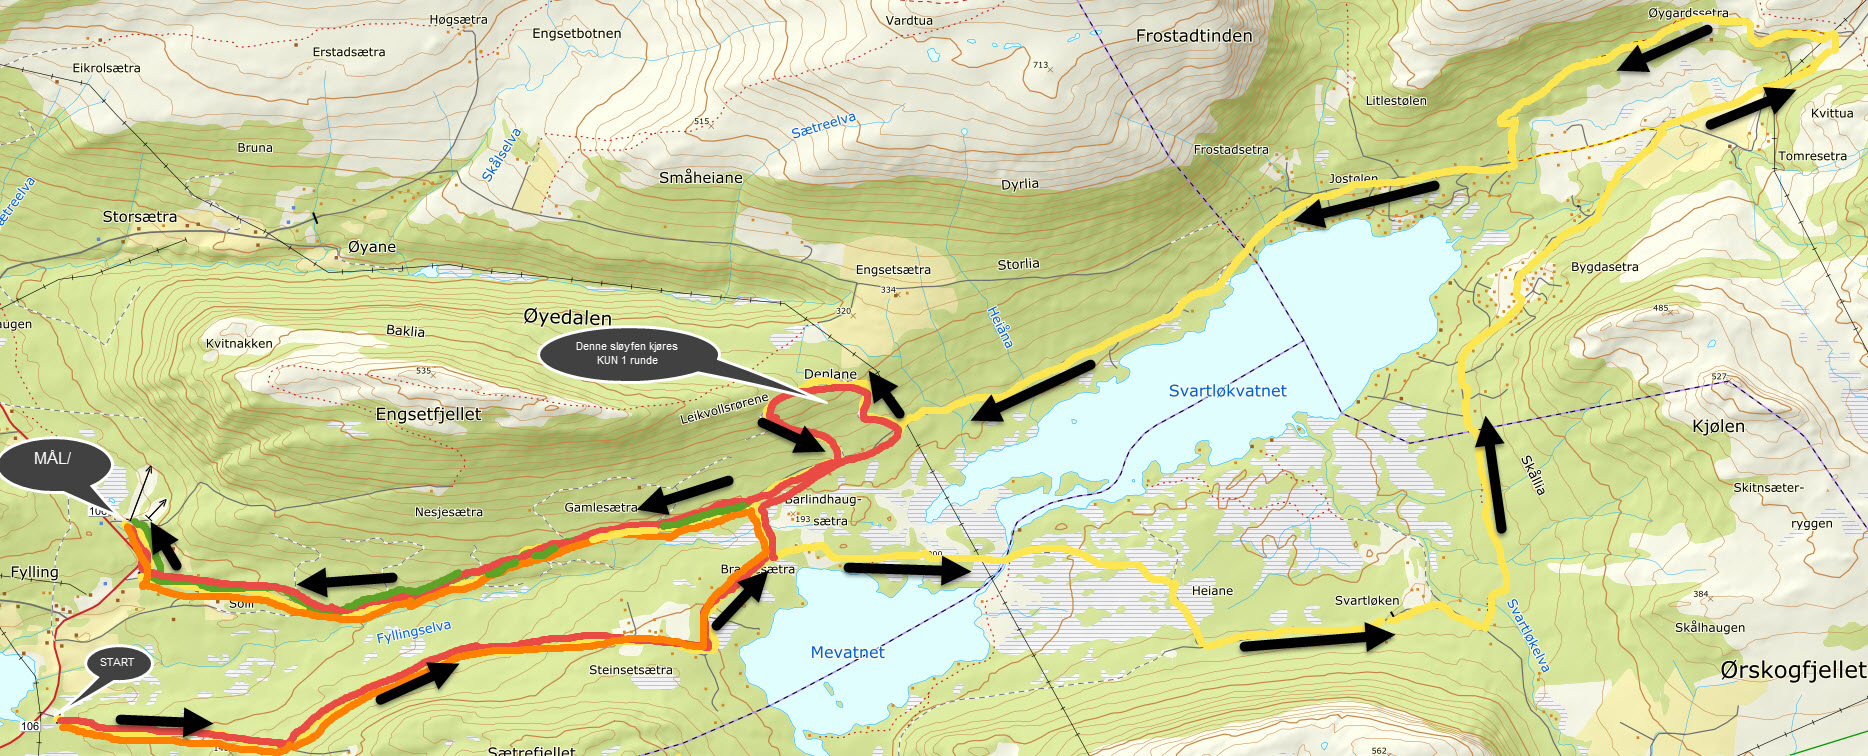 Høgsætra
Vardtua
Øygardssetra
Engsetbotnen
Frostadtinden
Erstadsætra
Eikrolsætra
713
Litlestølen
Kvittua
515
Sætreelva
Skålselva
Bruna
Frostadsetra
Tomresetra
Småheiane
Dyrlia
Jostølen
Storsætra
Øyane
Engsetsætra
Storlia
Bygdasetra
334
320
485
Øyedalen
Heiåna
Baklia
Kvitnakken
Denne sløyfen kjøres
KUN 1 runde
535
Deplane
527
Svartløkvatnet
Leikvollsrørene
Engsetfjellet
Kjølen
MÅL/
Skållia
Skitnsæter-
ryggen
Gamlesætra
Barlindhaug-
sætra
193
Nesjesætra
Fylling
Heiane
Svartløken
384
Skålhaugen
Solli
Fyllingselva
Svartløkelva
Mevatnet
START
Steinsetsætra
Ørskogfjellet
106
Sætrefjellet
562